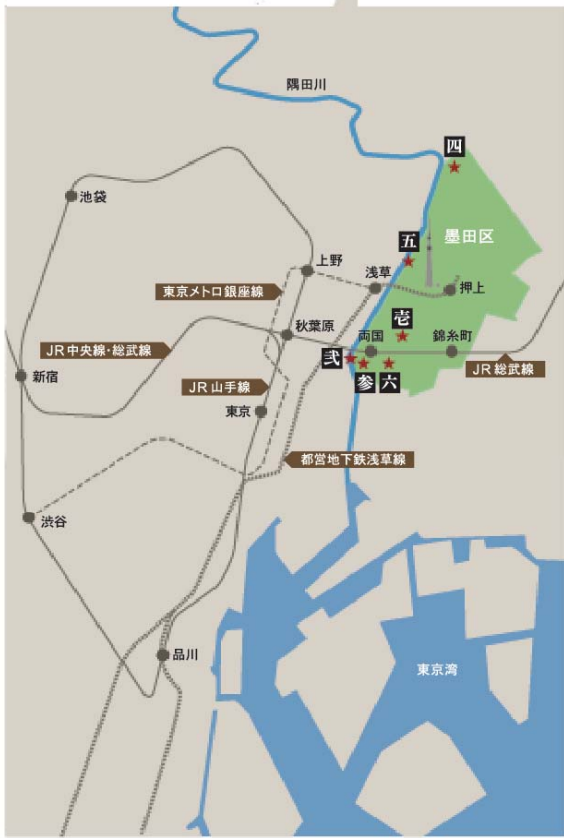 隅田川
四
池袋
五
墨田区
上野
浅草
押上
東京メトロ銀座線
秋葉原
壱
両国
錦糸町
JR中央線・総武線
弐
JR総武線
新宿
参
六
JR山手線
東京
都営地下鉄浅草線
渋谷
品川
東京湾